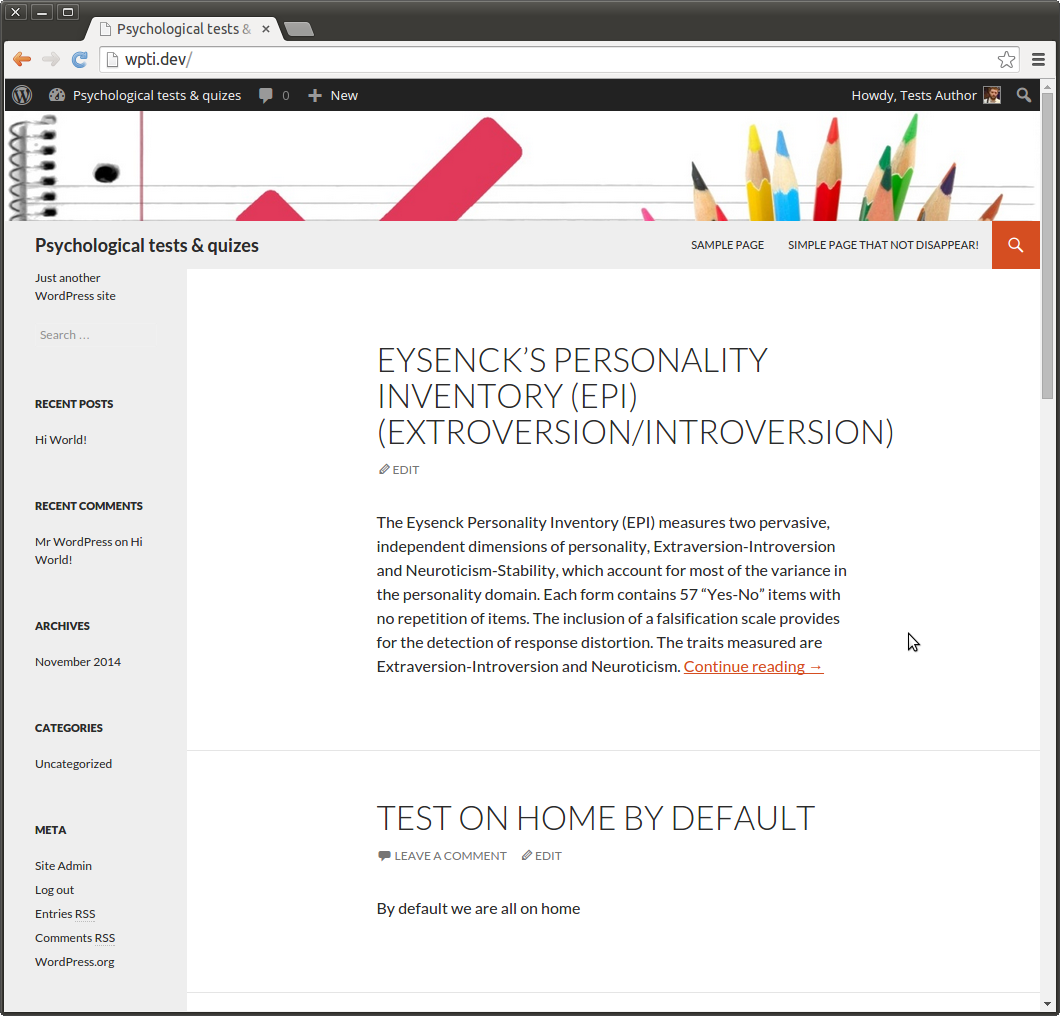 Psychological tests &
wpti.dev/
Psychological tests & quizes 0 New Howdy, Tests Author
Psychological tests & quizes
SAMPLE PAGE SIMPLE PAGE THAT NOT DISAPPEAR!
Just another
WordPress site
Search ...
RECENT POSTS
Hi World!
RECENT COMMENTS
Mr WordPress on Hi
World!
ARCHIVES
November 2014
CATEGORIES
Uncategorized
META
Site Admin
Log out
Entries RSS
Comments RSS
WordPress.org
EYSENCK’S PERSONALITY
INVENTORY (EPI)
(EXTROVERSION/INTROVERSION)
EDIT
The Eysenck Personality Inventory (EPI) measures two pervasive,
independent dimensions of personality, Extraversion-Introversion
and Neuroticism-Stability, which account for most of the variance in
the personality domain. Each form contains 57 “Yes-No” items with
no repetition of items. The inclusion of a falsification scale provides
for the detection of response distortion. The traits measured are
Extraversion-Introversion and Neuroticism. Continue reading →
TEST ON HOME BY DEFAULT
LEAVE A COMMENT EDIT
By default we are all on home